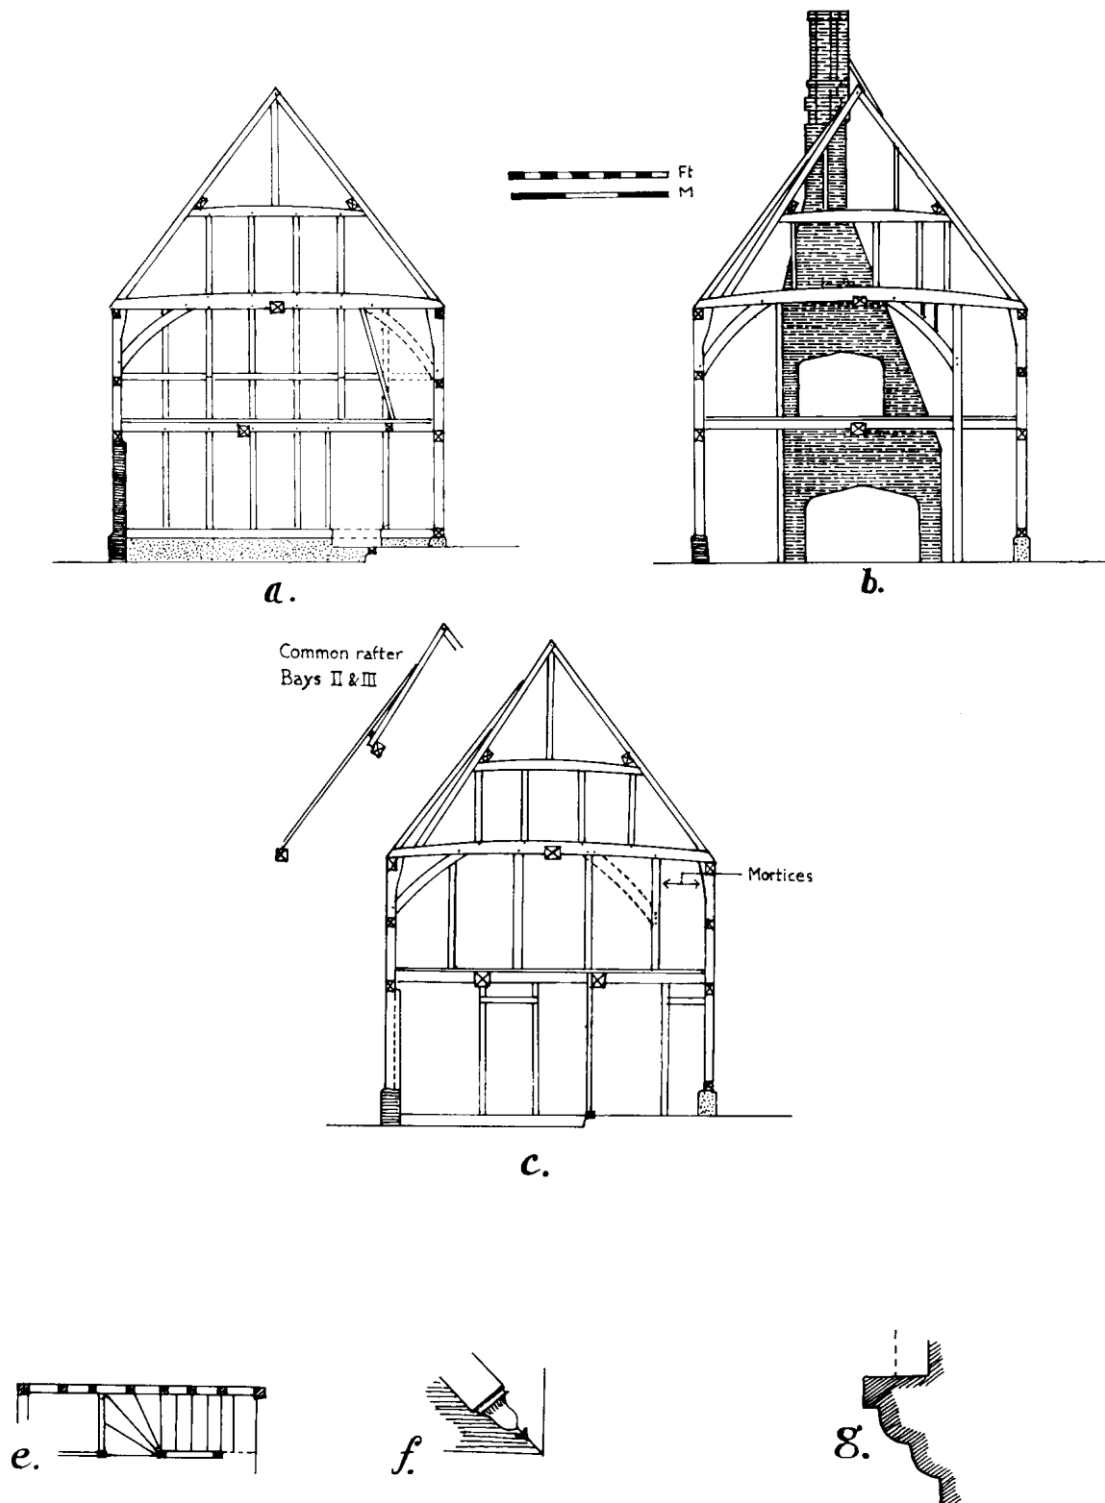 Ft
M
a.
b.
Common rafter
Bays II & III
Mortices
c.
e.
f.
g.